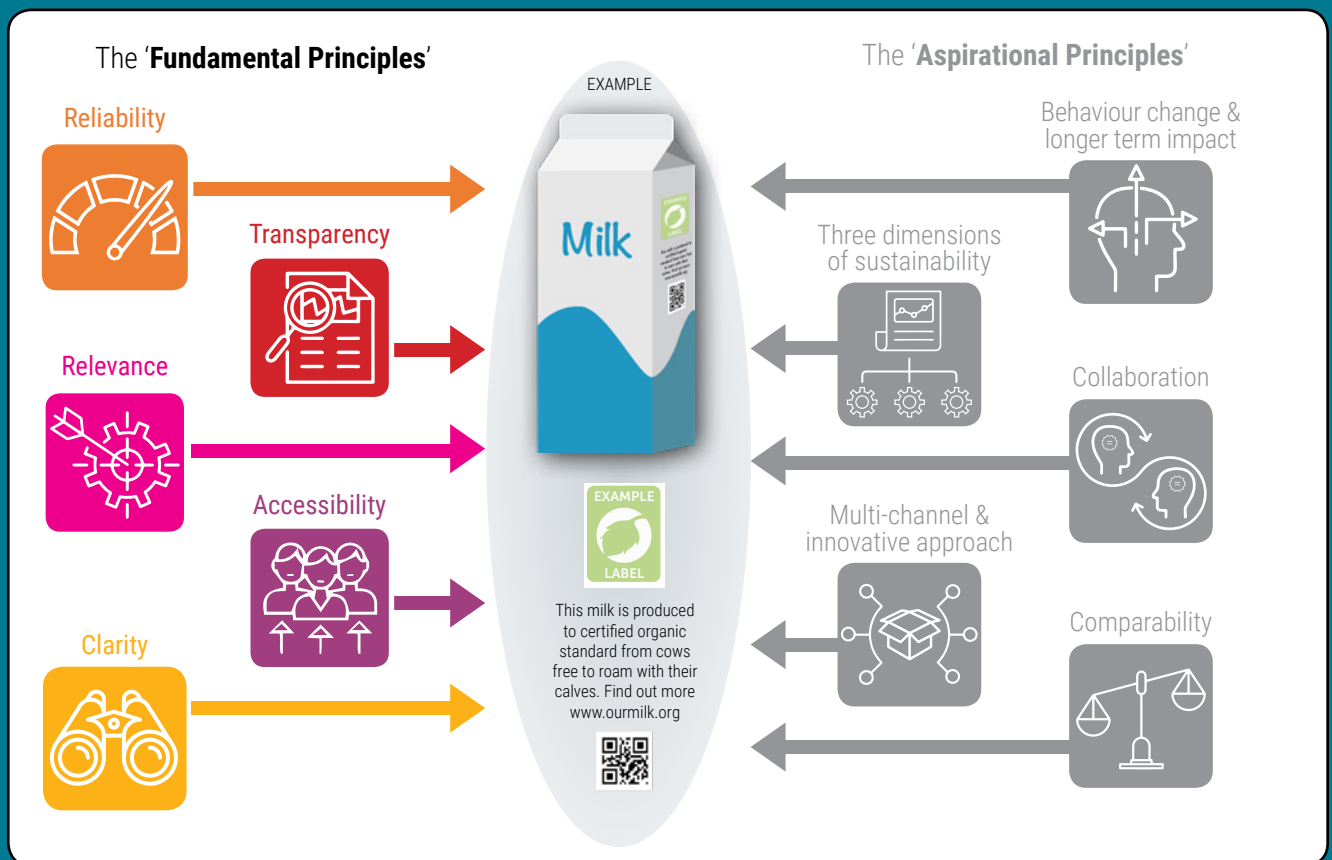 The 'Fundamental Principles'
Reliability
Transparency
Relevance
Accessibility
Clarity
EXAMPLE
Milk
EXAMPLE
LABEL
EXAMPLE
LABEL
This milk is produced
to certified organic
standard from cows
free to roam with their
calves. Find out more
www.ourmilk.org
The 'Aspirational Principles'
Behaviour change &
longer term impact
Three dimensions
of sustainability
Collaboration
Multi-channel &
innovative approach
Comparability